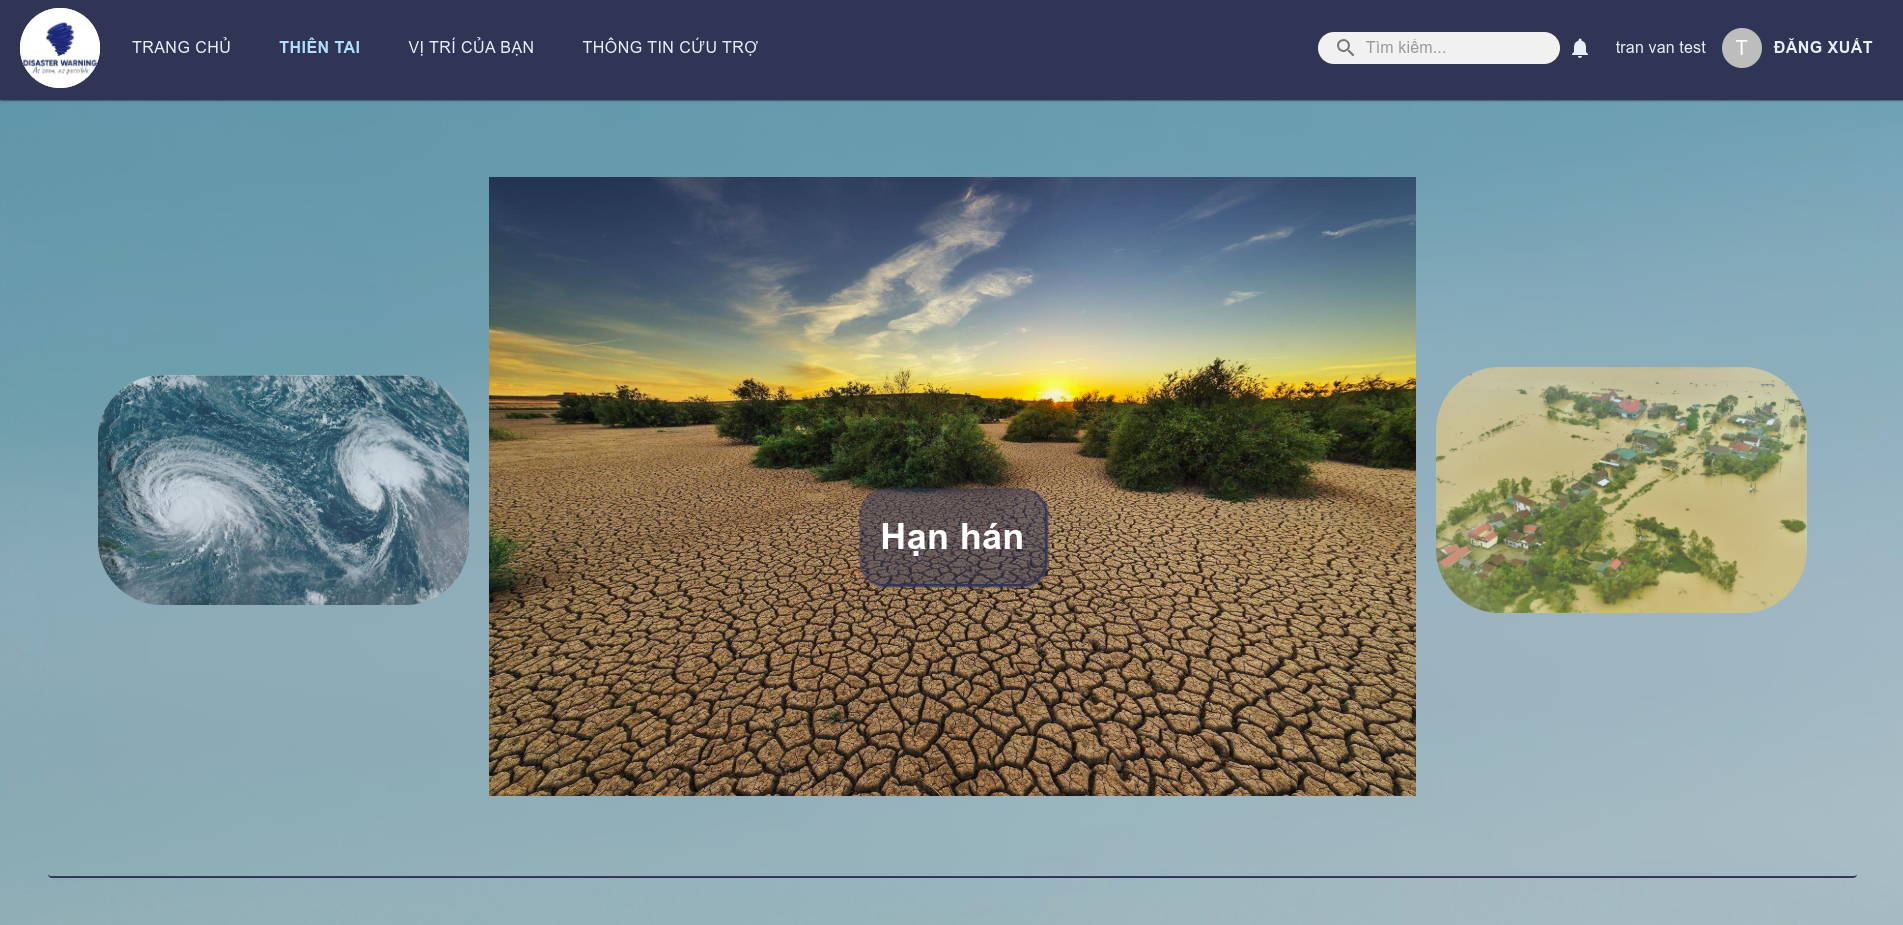 DISASTER WARNING
As soon as possible
TRANG CHỦ
THIÊN TAI
VỊ TRÍ CỦA BẠN
THÔNG TIN CỨU TRỢ
Tìm kiếm...
tran van test
T
ĐĂNG XUẤT
Hạn hán